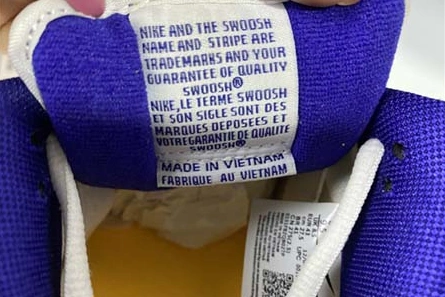 NIKE AND THE SWOOSH
NAME AND STRIPE ARE
TRADEMARKS AND YOUR
GUARANTEE OF QUALITY
SWOOSH®
NIKE, LE TERME SWOOSH
ET SON SIGLE SONT DES
MARQUES DEPOSEES ET
VOTRE GARANTIE DE QUALITE
SWOOSH®
MADE IN VIETNAM
FABRIQUE AU VIETNAM